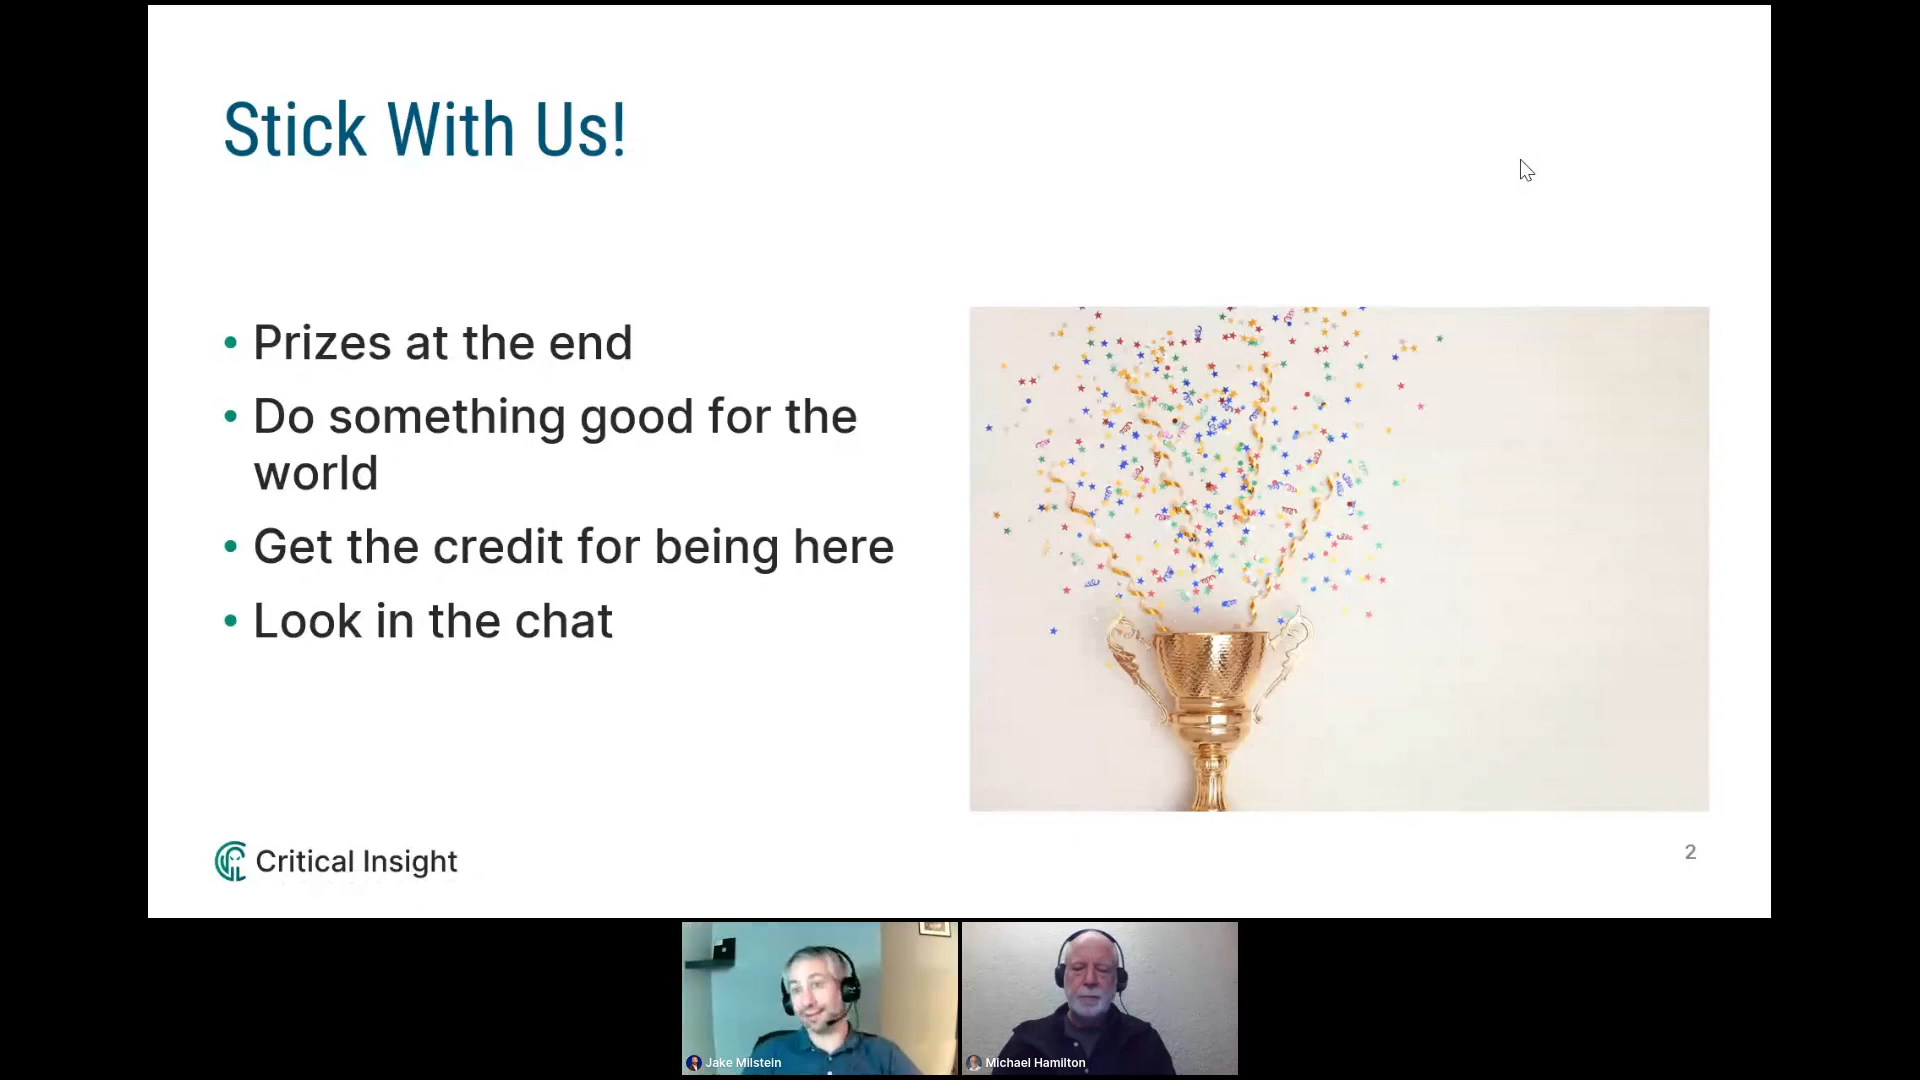 Stick With Us!
• Prizes at the end
• Do something good for the
world
• Get the credit for being here
• Look in the chat
Critical Insight
2
Jake Milstein
Michael Hamilton